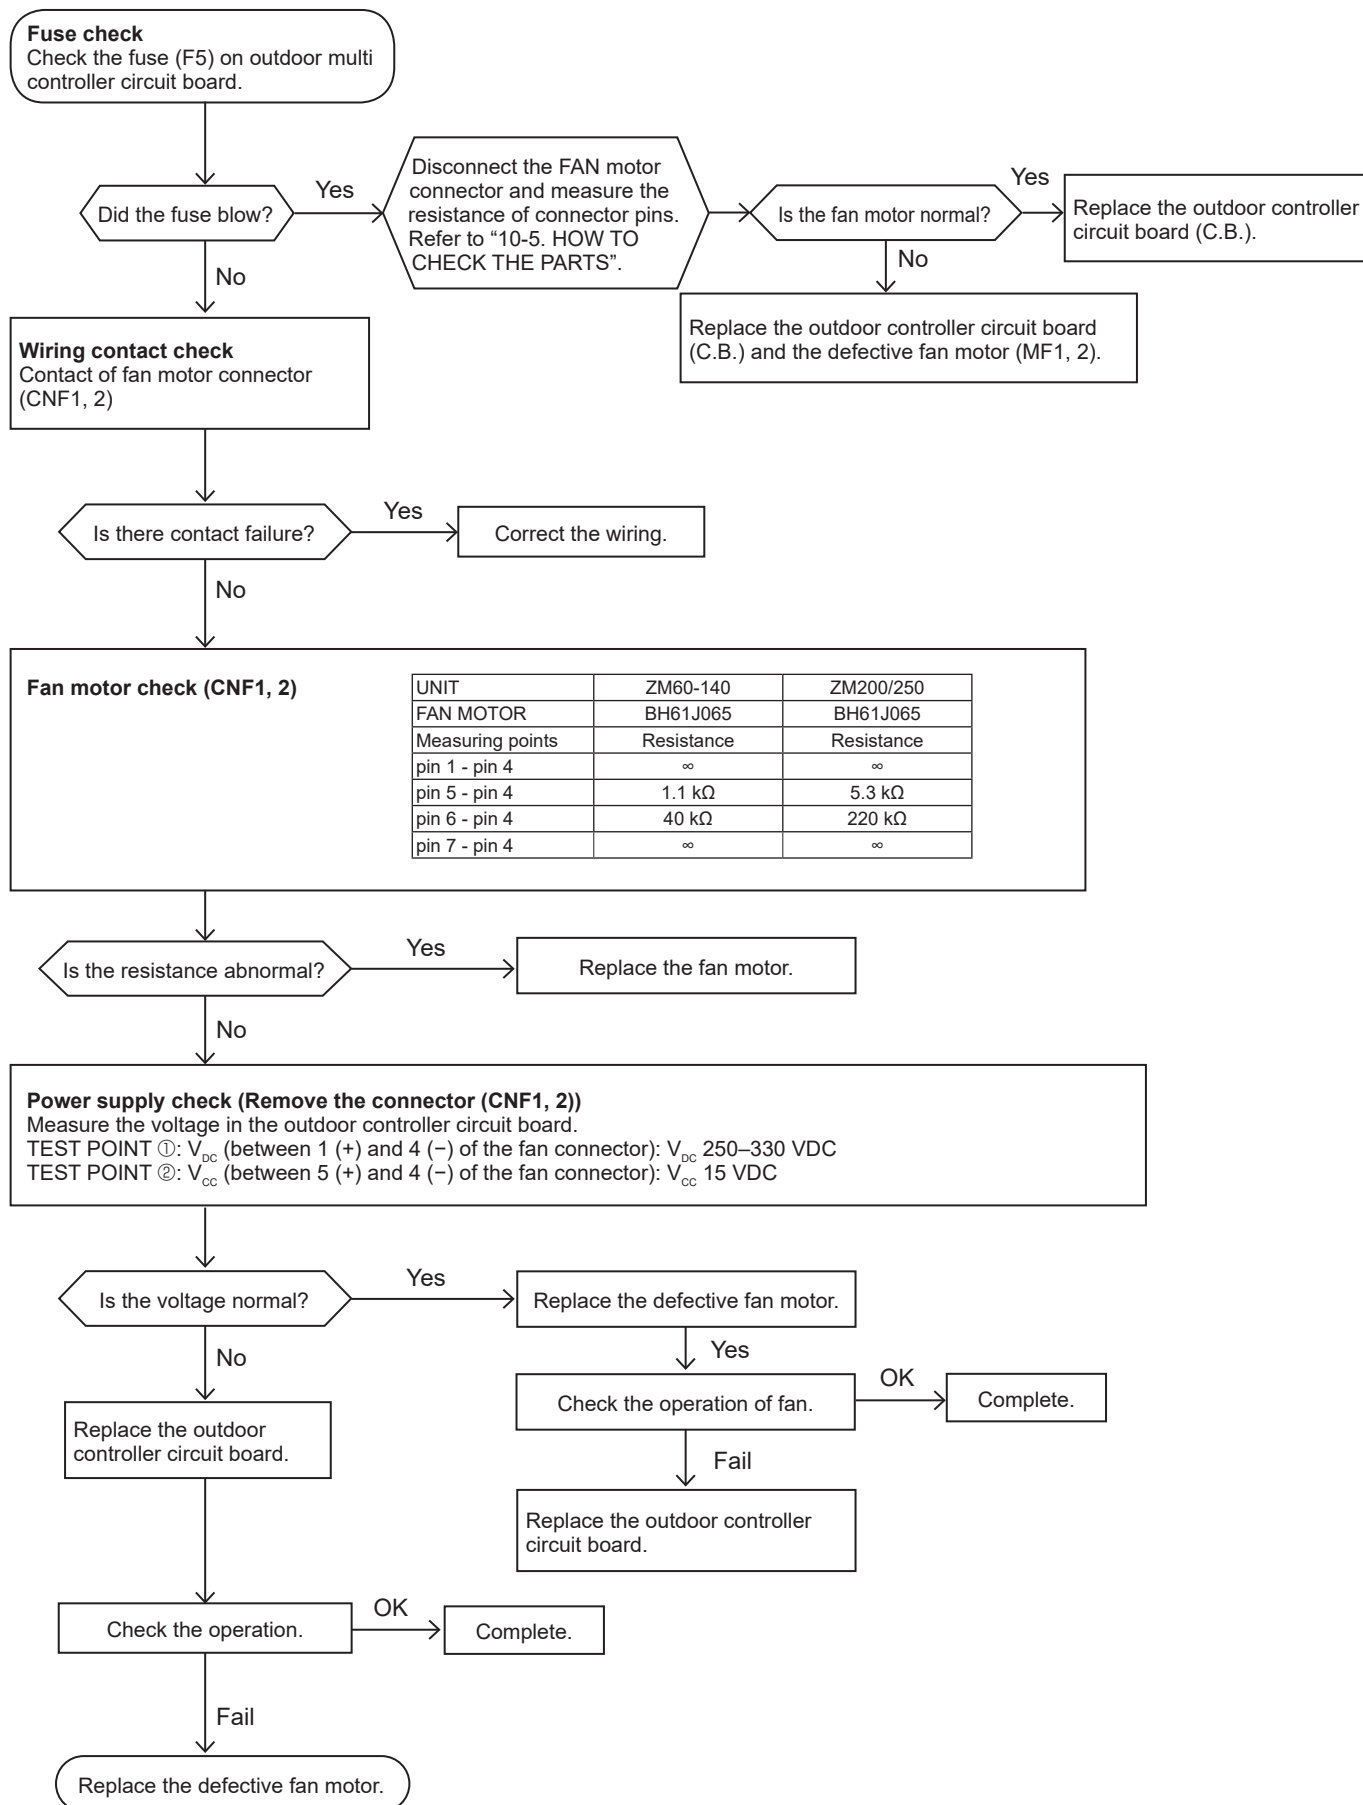 Fuse check
Check the fuse (F5) on outdoor multi
controller circuit board.
Did the fuse blow?
Yes
Disconnect the FAN motor
connector and measure the
resistance of connector pins.
Refer to “10-5. HOW TO
CHECK THE PARTS”.
Is the fan motor normal?
Yes
Replace the outdoor controller
circuit board (C.B.).
No
Replace the outdoor controller circuit board
(C.B.) and the defective fan motor (MF1, 2).
No
Wiring contact check
Contact of fan motor connector
(CNF1, 2)
Is there contact failure?
Yes
Correct the wiring.
No
Fan motor check (CNF1, 2)
UNIT ZM60-140 ZM200/250
FAN MOTOR BH61J065 BH61J065
Measuring points Resistance Resistance
pin 1 - pin 4 ∞ ∞
pin 5 - pin 4 1.1 kΩ 5.3 kΩ
pin 6 - pin 4 40 kΩ 220 kΩ
pin 7 - pin 4 ∞ ∞
Is the resistance abnormal?
Yes
Replace the fan motor.
No
Power supply check (Remove the connector (CNF1, 2))
Measure the voltage in the outdoor controller circuit board.
TEST POINT ①: VDC (between 1 (+) and 4 (−) of the fan connector): VDC 250–330 VDC
TEST POINT ②: VCC (between 5 (+) and 4 (−) of the fan connector): VCC 15 VDC
Is the voltage normal?
Yes
Replace the defective fan motor.
Yes
Check the operation of fan.
OK
Complete.
Fail
Replace the outdoor controller
circuit board.
No
Replace the outdoor
controller circuit board.
Check the operation.
OK
Complete.
Fail
Replace the defective fan motor.